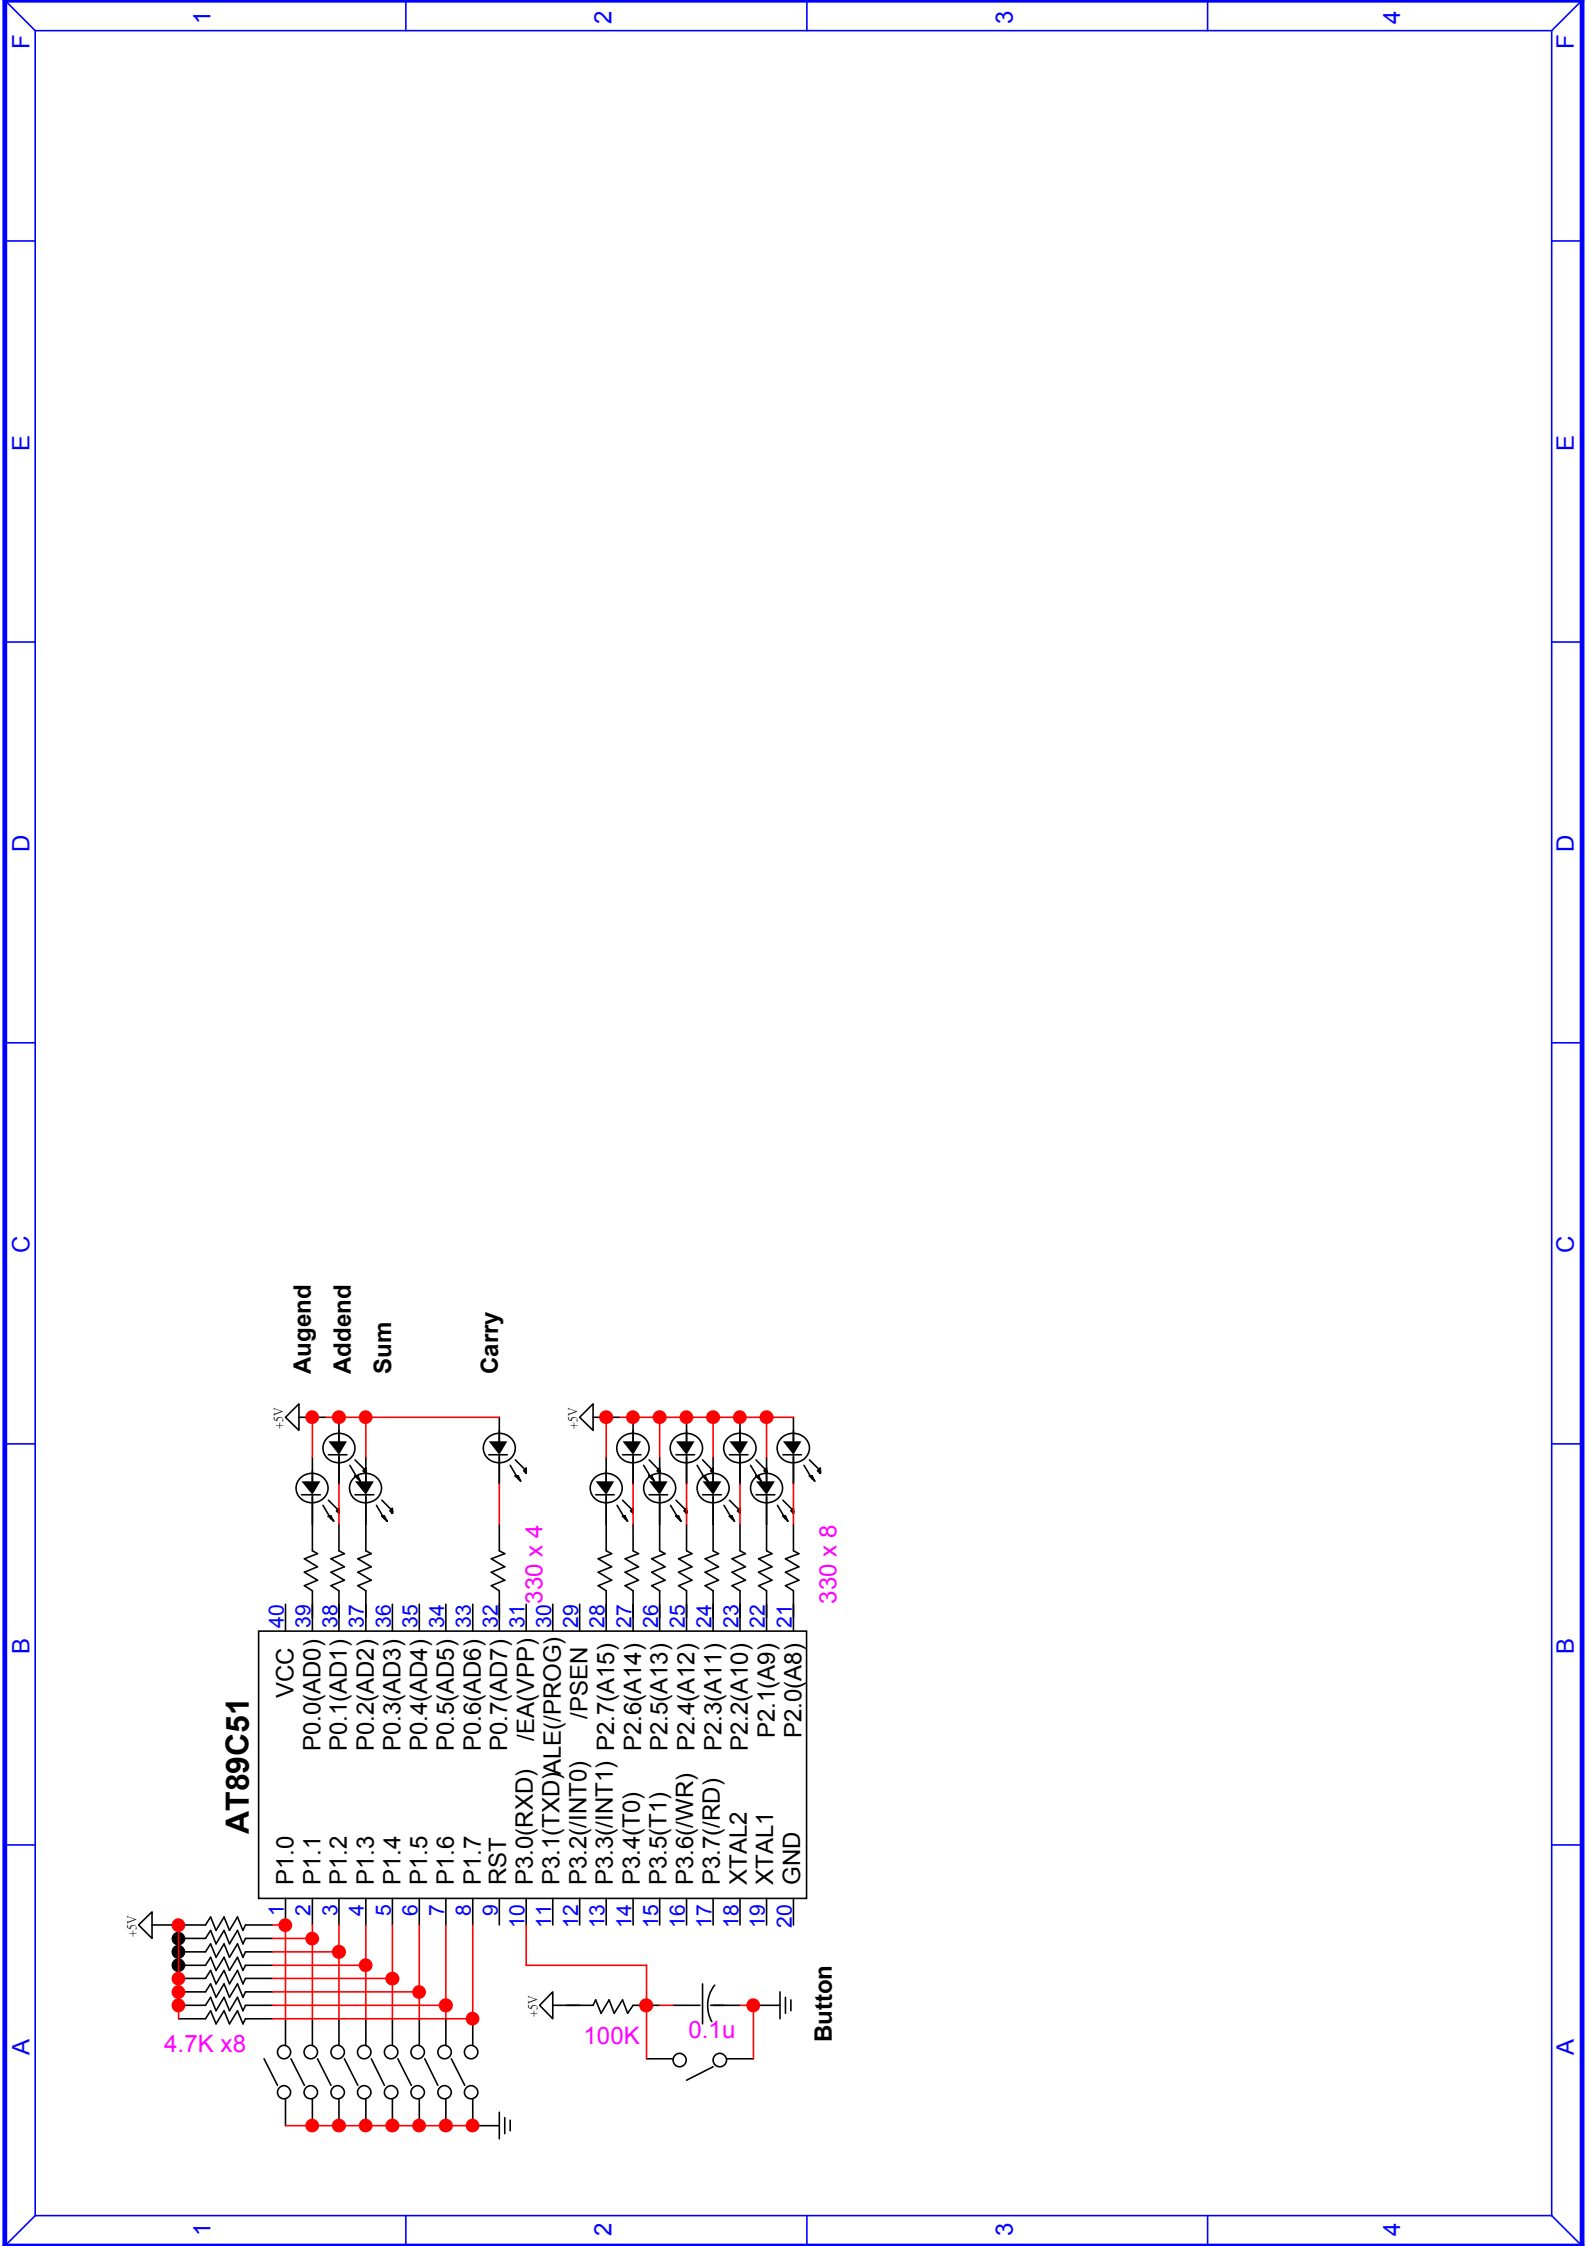 A B C D E F
1
2
3
4
AT89C51
+5V
4.7K x8
1 P1.0
2 P1.1
3 P1.2
4 P1.3
5 P1.4
6 P1.5
7 P1.6
8 P1.7
9 RST
10 P3.0(RXD)
11 P3.1(TXD)
12 P3.2(/INT0)
13 P3.3(/INT1)
14 P3.4(T0)
15 P3.5(T1)
16 P3.6(/WR)
17 P3.7(/RD)
18 XTAL2
19 XTAL1
20 GND
VCC 40
P0.0(AD0) 39
P0.1(AD1) 38
P0.2(AD2) 37
P0.3(AD3) 36
P0.4(AD4) 35
P0.5(AD5) 34
P0.6(AD6) 33
P0.7(AD7) 32
/EA(VPP) 31
ALE(/PROG) 30
/PSEN 29
P2.7(A15) 28
P2.6(A14) 27
P2.5(A13) 26
P2.4(A12) 25
P2.3(A11) 24
P2.2(A10) 23
P2.1(A9) 22
P2.0(A8) 21
+5V
Augend
Addend
Sum
Carry
330 x 4
+5V
330 x 8
+5V
100K
0.1u
Button
1
2
3
4
A B C D E F